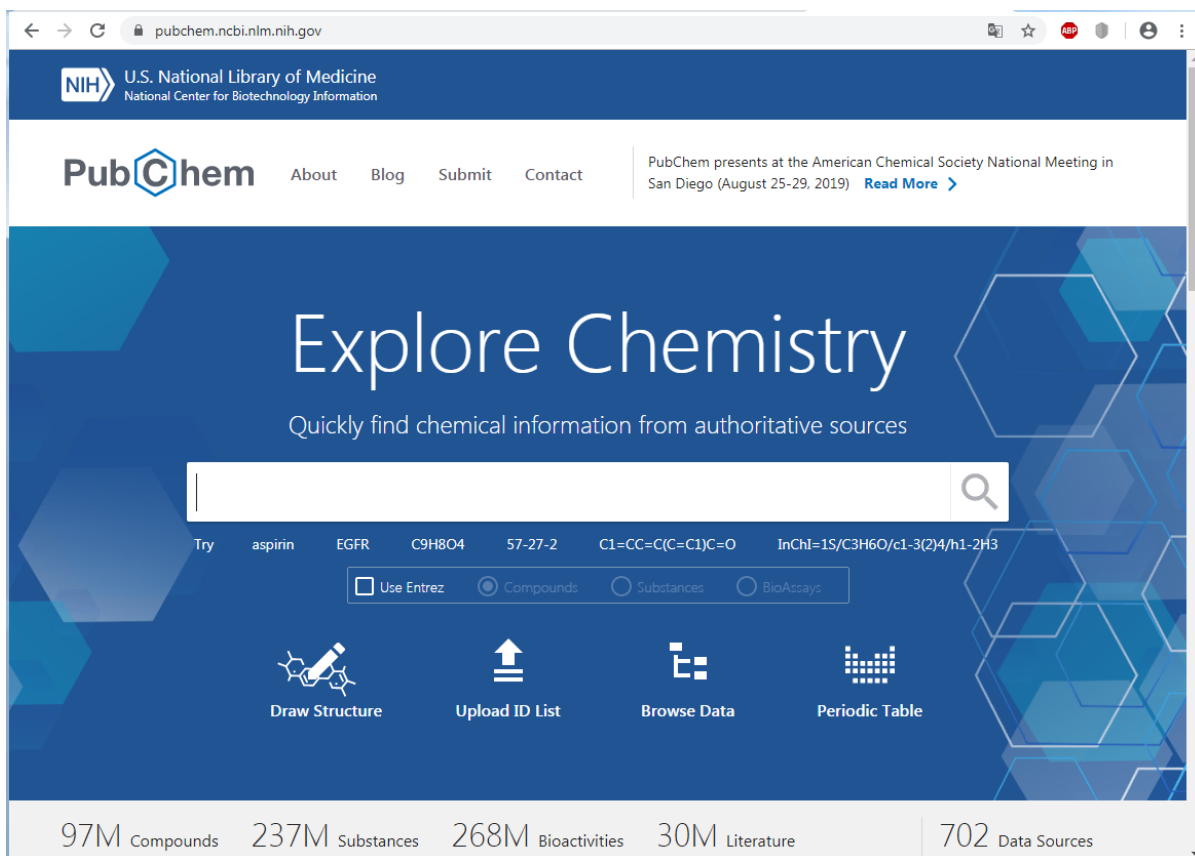 pubchem.ncbi.nlm.nih.gov
ABP
NIH U.S. National Library of Medicine
National Center for Biotechnology Information
PubChem About Blog Submit Contact
PubChem presents at the American Chemical Society National Meeting in
San Diego (August 25-29, 2019) Read More
Explore Chemistry
Quickly find chemical information from authoritative sources
Try aspirin EGFR C9H8O4 57-27-2 C1=CC=C(C=C1)C=O InChI=1S/C3H6O/c1-3(2)4/h1-2H3
Use Entrez Compounds Substances BioAssays
Draw Structure Upload ID List Browse Data Periodic Table
97M Compounds 237M Substances 268M Bioactivities 30M Literature 702 Data Sources